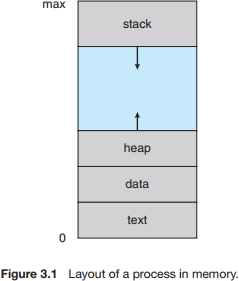 max
stack
heap
data
text
0
Figure 3.1 Layout of a process in memory.